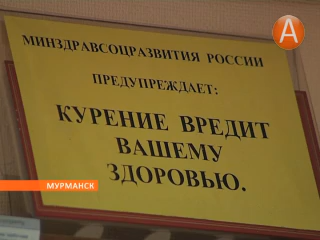 А
МИНЗДРАВСОЦРАЗВИТИЯ РОССИИ
ПРЕДУПРЕЖДАЕТ:
КУРЕНИЕ ВРЕДИТ
ВАШЕМУ
ЗДОРОВЬЮ.
МУРМАНСК